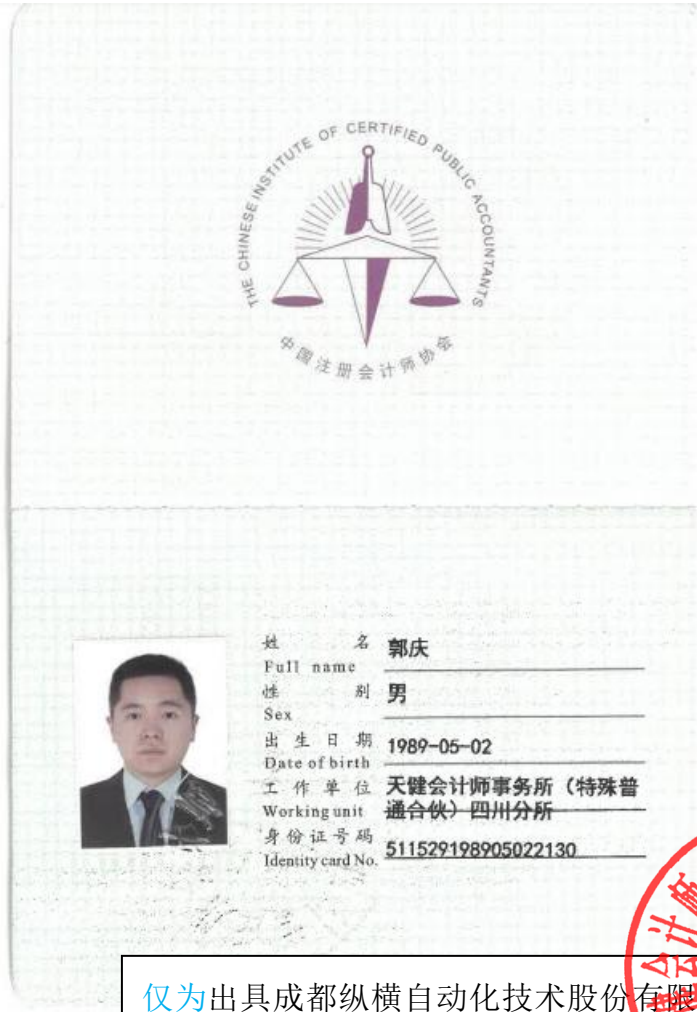 THE CHINESE INSTITUTE OF CERTIFIED PUBLIC ACCOUNTANTS
中国注册会计师协会
姓 名 郭庆
Full name
性 别 男
Sex
出生日期 1989-05-02
Date of birth
工作单位 天健会计师事务所（特殊普
Working unit 通合伙）四川分所
身份证号码 511529198905022130
Identity card No.
仅为出具成都纵横自动化技术股份有限